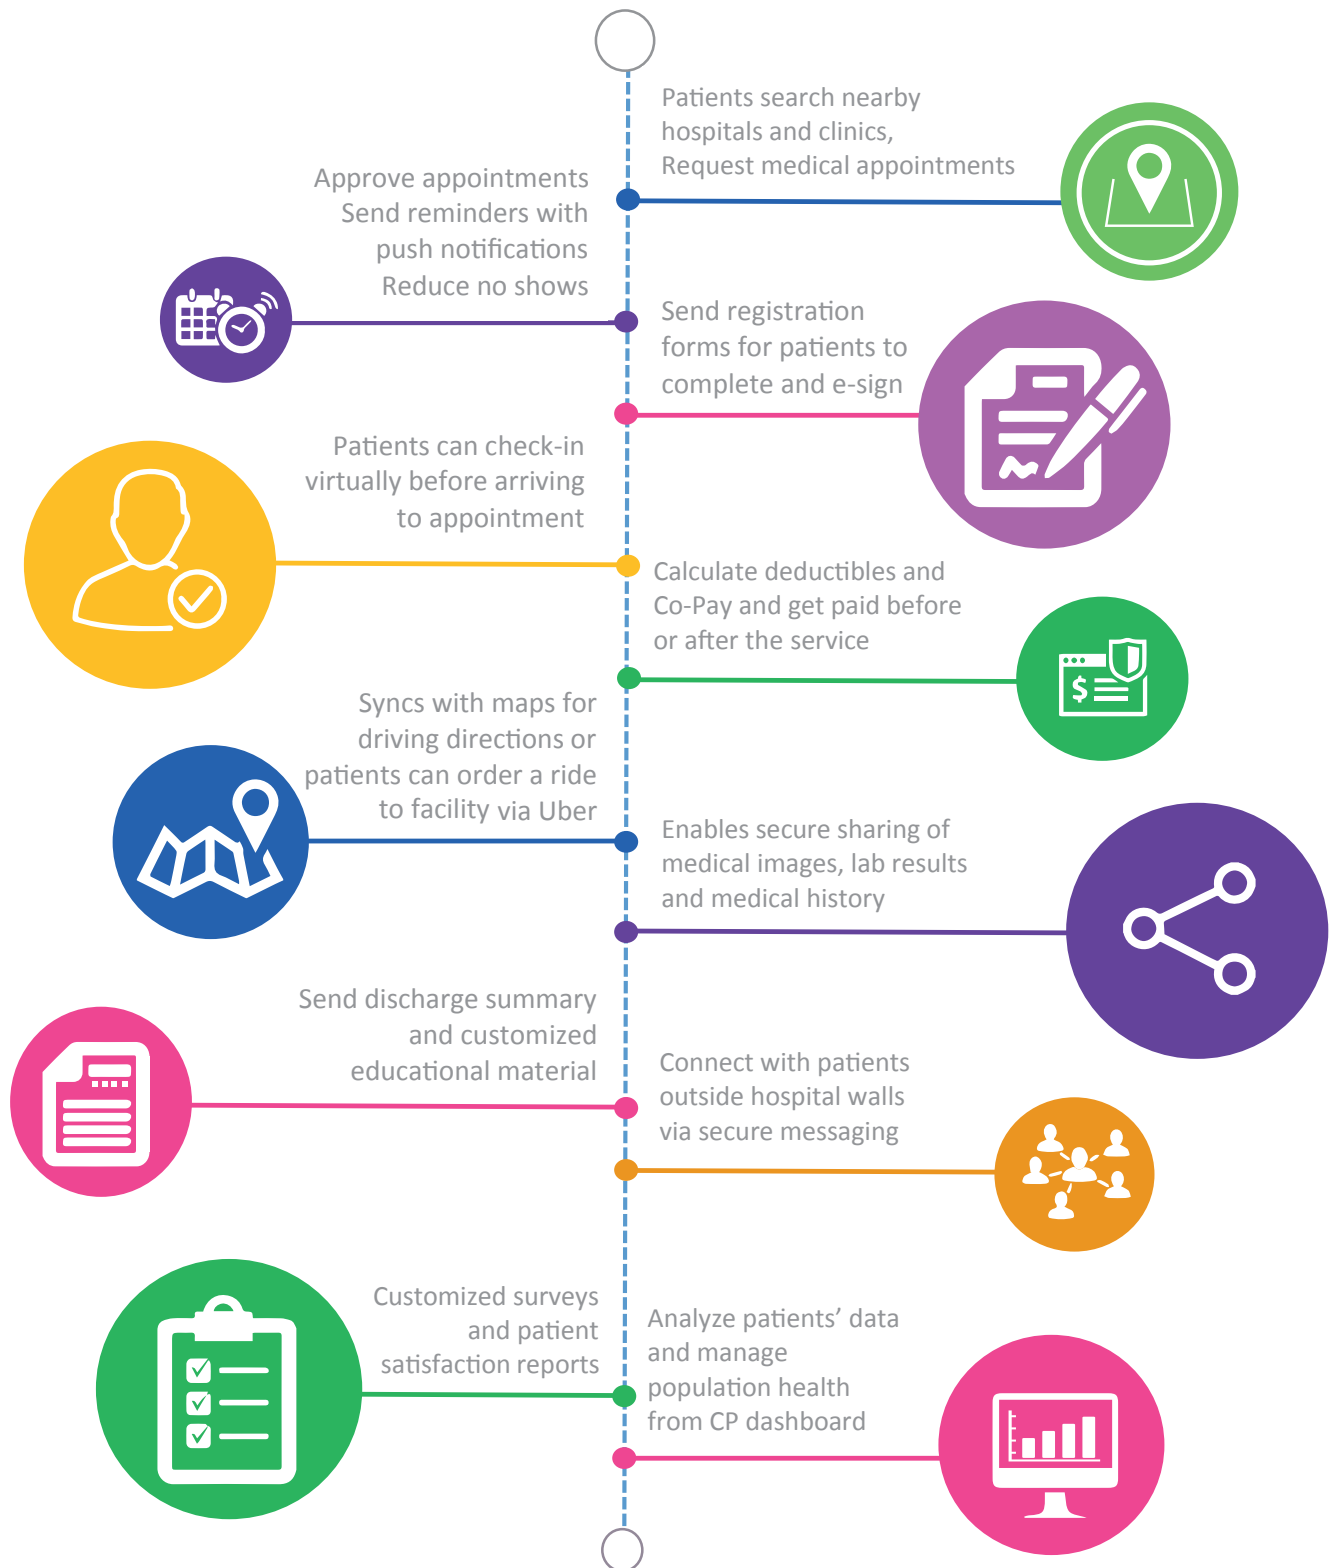 Patients search nearby
hospitals and clinics,
Request medical appointments
Approve appointments
Send reminders with
push notifications
Reduce no shows
Send registration
forms for patients to
complete and e-sign
Patients can check-in
virtually before arriving
to appointment
Calculate deductibles and
Co-Pay and get paid before
or after the service
$
Syncs with maps for
driving directions or
patients can order a ride
to facility via Uber
Enables secure sharing of
medical images, lab results
and medical history
Send discharge summary
and customized
educational material
Connect with patients
outside hospital walls
via secure messaging
Customized surveys
and patient
satisfaction reports
Analyze patients’ data
and manage
population health
from CP dashboard